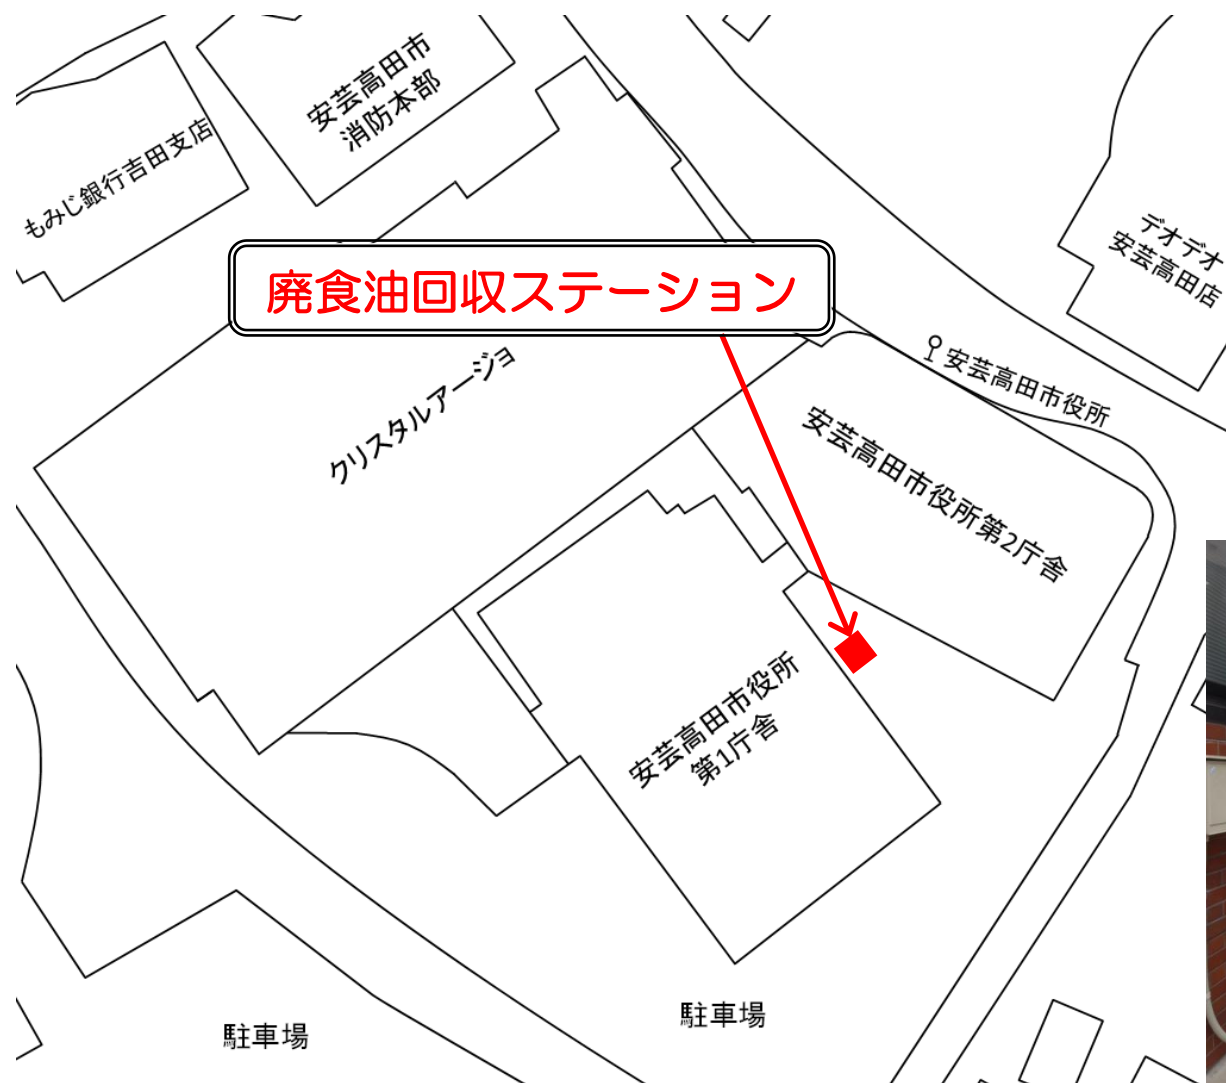 安芸高田市
消防本部
もみじ銀行吉田支店
デオデオ
安芸高田店
廃食油回収ステーション
クリスタルアージョ
安芸高田市役所
安芸高田市役所第2庁舎
安芸高田市役所
第1庁舎
駐車場
駐車場